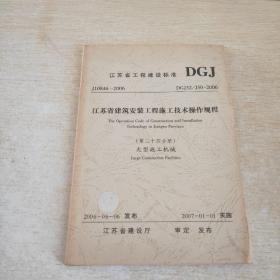 江苏省工程建设标准 DGJ
J10846-2006 DGJ32/J50-2006
江苏省建筑安装工程施工技术操作规程
The Operation Code of Construction and Installation
Technology in Jiangsu Province
(第二十四分册)
大型施工机械
Large Construction Facilities
2006-06-06 发布 2007-01-01 实施
江苏省建设厅 审定 发布